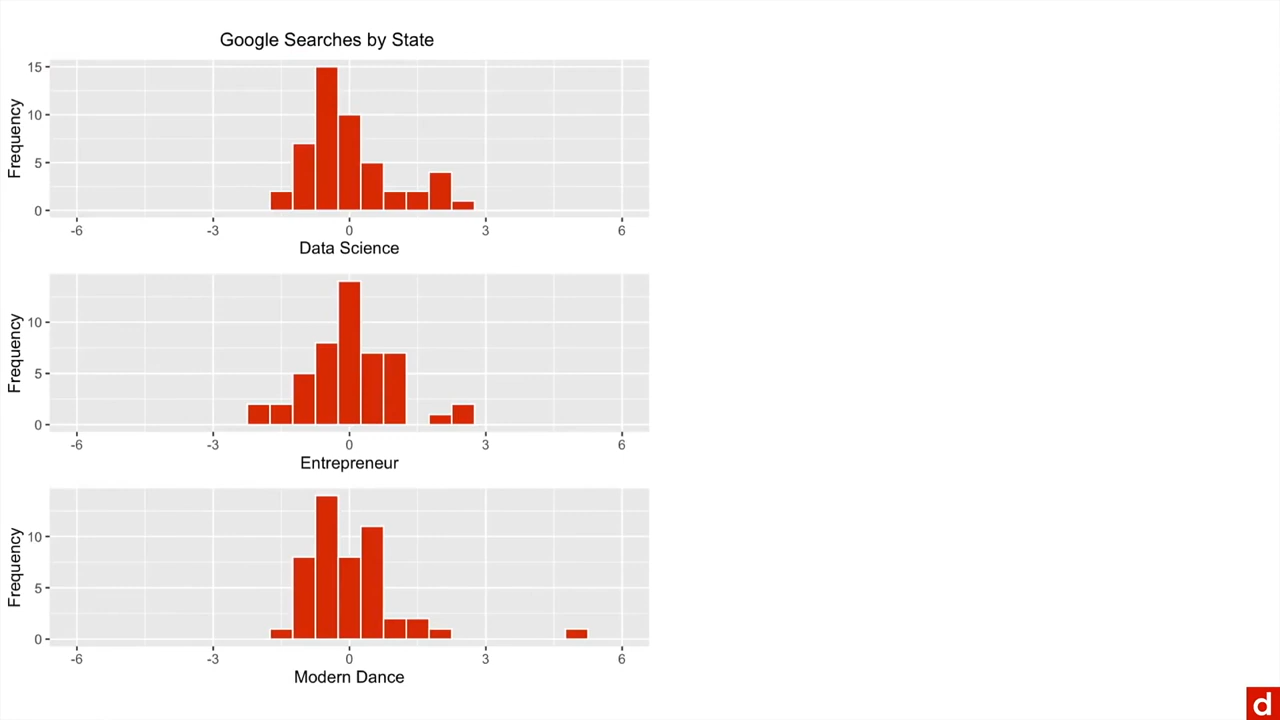 Google Searches by State
Frequency
15
10
5
0
-6 -3 0 3 6
Data Science
Frequency
10
5
0
-6 -3 0 3 6
Entrepreneur
Frequency
10
5
0
-6 -3 0 3 6
Modern Dance
d